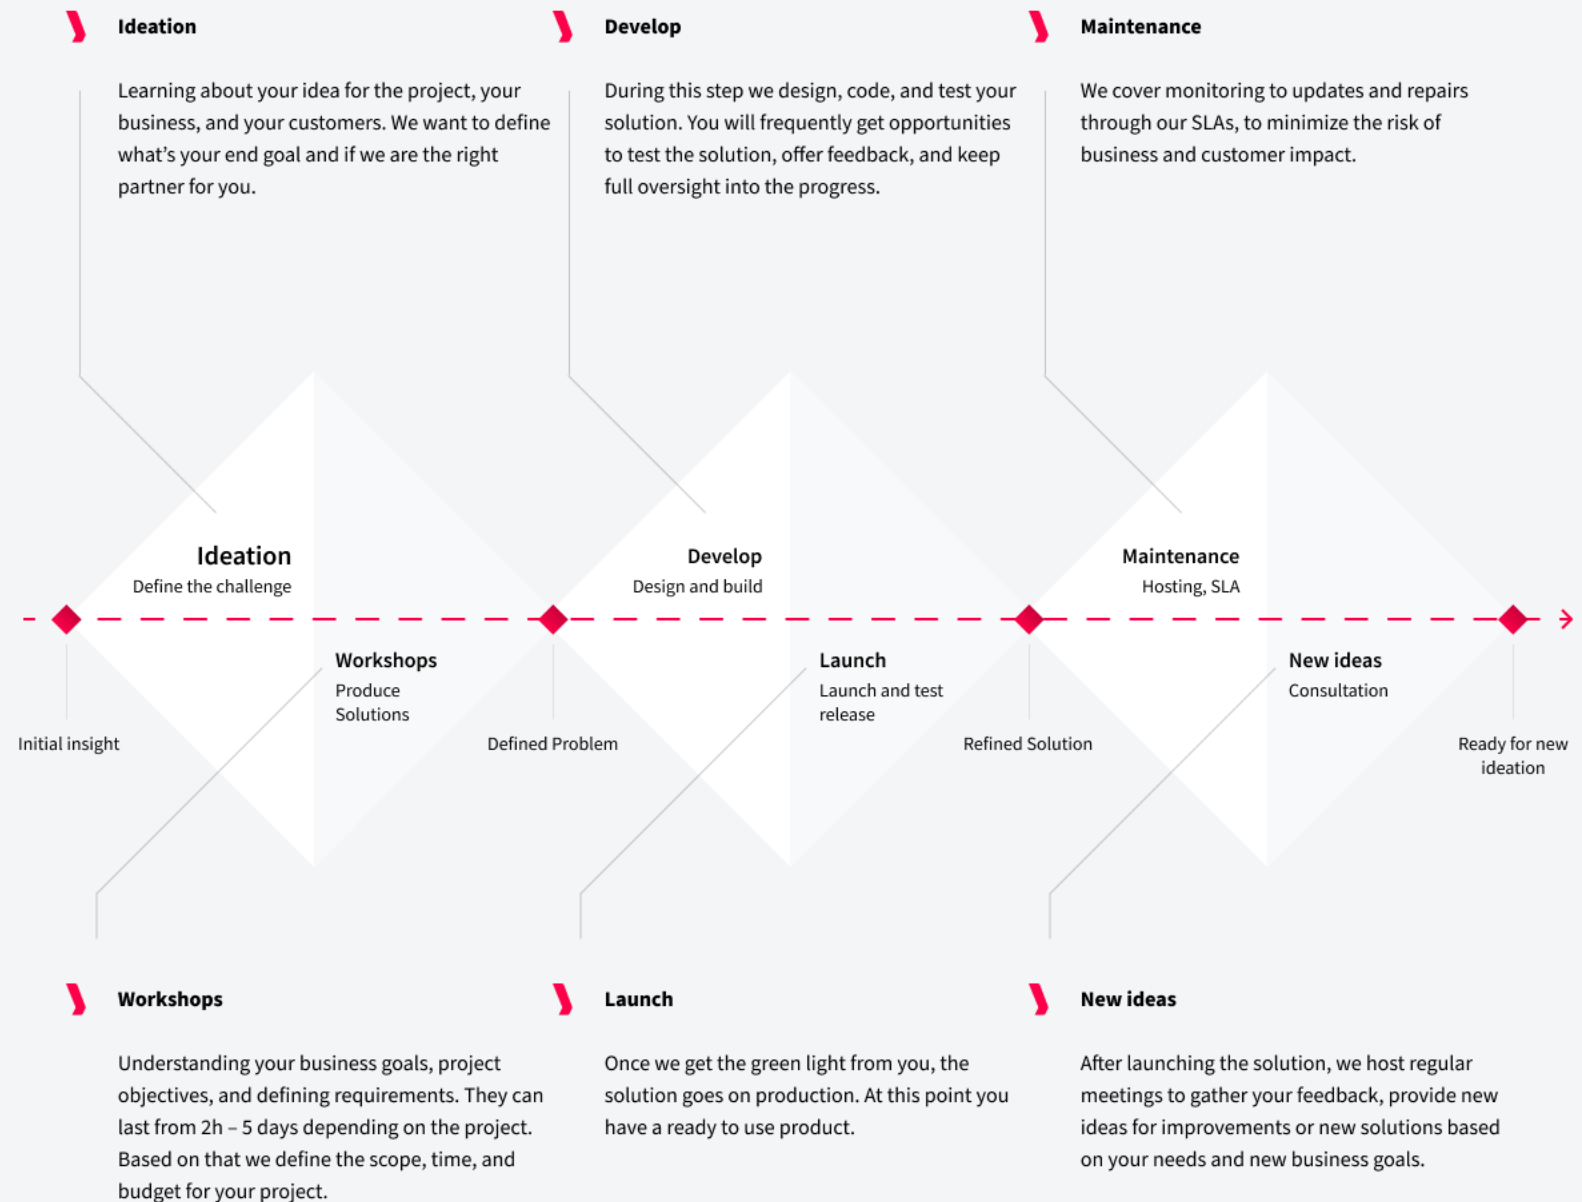 Ideation
Learning about your idea for the project, your
business, and your customers. We want to define
what’s your end goal and if we are the right
partner for you.
Develop
During this step we design, code, and test your
solution. You will frequently get opportunities
to test the solution, offer feedback, and keep
full oversight into the progress.
Maintenance
We cover monitoring to updates and repairs
through our SLAs, to minimize the risk of
business and customer impact.
Ideation
Define the challenge
Develop
Design and build
Maintenance
Hosting, SLA
Workshops
Produce
Solutions
Launch
Launch and test
release
New ideas
Consultation
Initial insight
Defined Problem
Refined Solution
Ready for new
ideation
Workshops
Understanding your business goals, project
objectives, and defining requirements. They can
last from 2h – 5 days depending on the project.
Based on that we define the scope, time, and
budget for your project.
Launch
Once we get the green light from you, the
solution goes on production. At this point you
have a ready to use product.
New ideas
After launching the solution, we host regular
meetings to gather your feedback, provide new
ideas for improvements or new solutions based
on your needs and new business goals.